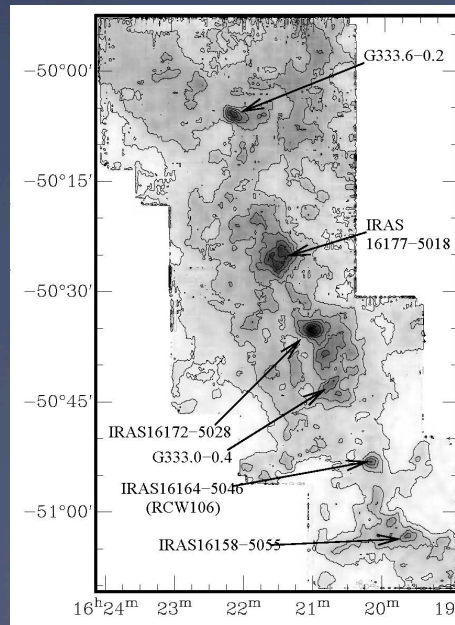 G333.6−0.2
−50°00′
−50°15′
IRAS
16177−5018
−50°30′
−50°45′
IRAS16172−5028
G333.0−0.4
IRAS16164−5046
(RCW106)
−51°00′
IRAS16158−5055
16ʰ24ᵐ 23ᵐ 22ᵐ 21ᵐ 20ᵐ